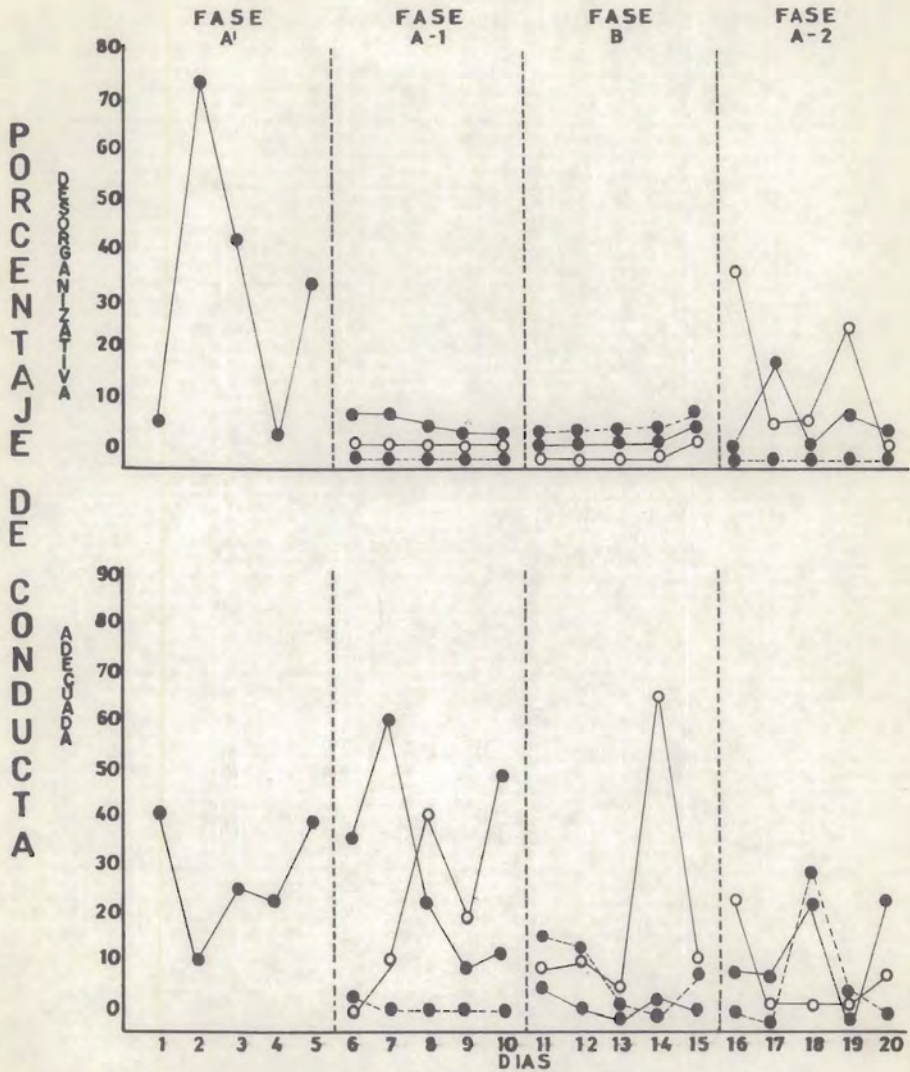 FASE
A'
FASE
A-1
FASE
B
FASE
A-2
PORCENTAJE DE CONDUCTA
DESORGANIZATIVA
80
70
60
50
40
30
20
10
0
ADECUADA
90
80
70
60
50
40
30
20
10
0
1 2 3 4 5 6 7 8 9 10 11 12 13 14 15 16 17 18 19 20
DIAS